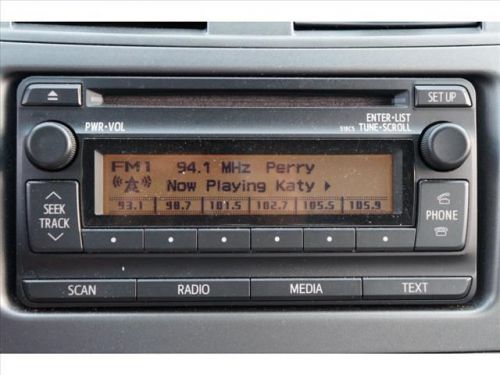 SET UP
PWR•VOL
ENTER•LIST
518CS TUNE•SCROLL
FM1 94.1 MHz Perry
Now Playing Katy
93.1 98.7 101.5 102.7 105.5 105.9
SEEK
TRACK
PHONE
SCAN RADIO MEDIA TEXT